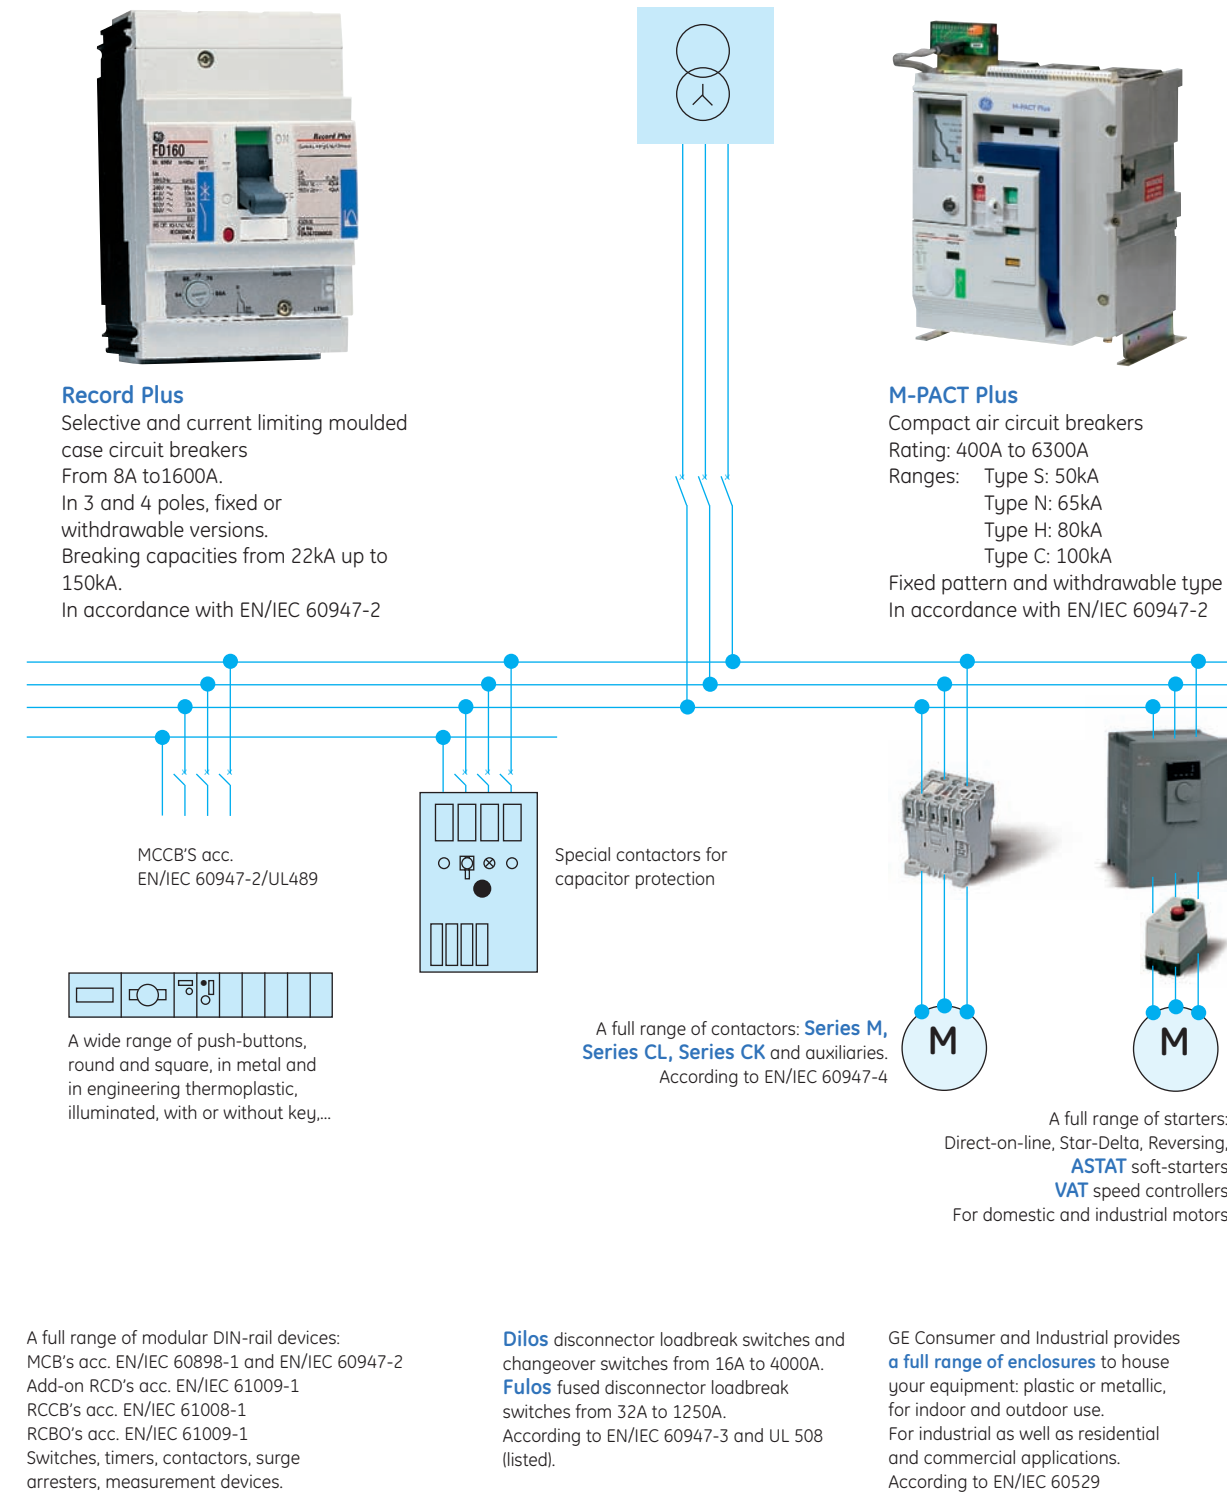 FD160
Record Plus
ON
M-PACT Plus
Record Plus
Selective and current limiting moulded
case circuit breakers
From 8A to1600A.
In 3 and 4 poles, fixed or
withdrawable versions.
Breaking capacities from 22kA up to
150kA.
In accordance with EN/IEC 60947-2
M-PACT Plus
Compact air circuit breakers
Rating: 400A to 6300A
Ranges: Type S: 50kA
Type N: 65kA
Type H: 80kA
Type C: 100kA
Fixed pattern and withdrawable type
In accordance with EN/IEC 60947-2
MCCB'S acc.
EN/IEC 60947-2/UL489
Special contactors for
capacitor protection
A wide range of push-buttons,
round and square, in metal and
in engineering thermoplastic,
illuminated, with or without key,...
A full range of contactors: Series M,
Series CL, Series CK and auxiliaries.
According to EN/IEC 60947-4
M
M
A full range of starters:
Direct-on-line, Star-Delta, Reversing,
ASTAT soft-starters
VAT speed controllers
For domestic and industrial motors
A full range of modular DIN-rail devices:
MCB's acc. EN/IEC 60898-1 and EN/IEC 60947-2
Add-on RCD's acc. EN/IEC 61009-1
RCCB's acc. EN/IEC 61008-1
RCBO's acc. EN/IEC 61009-1
Switches, timers, contactors, surge
arresters, measurement devices.
Dilos disconnector loadbreak switches and
changeover switches from 16A to 4000A.
Fulos fused disconnector loadbreak
switches from 32A to 1250A.
According to EN/IEC 60947-3 and UL 508
(listed).
GE Consumer and Industrial provides
a full range of enclosures to house
your equipment: plastic or metallic,
for indoor and outdoor use.
For industrial as well as residential
and commercial applications.
According to EN/IEC 60529